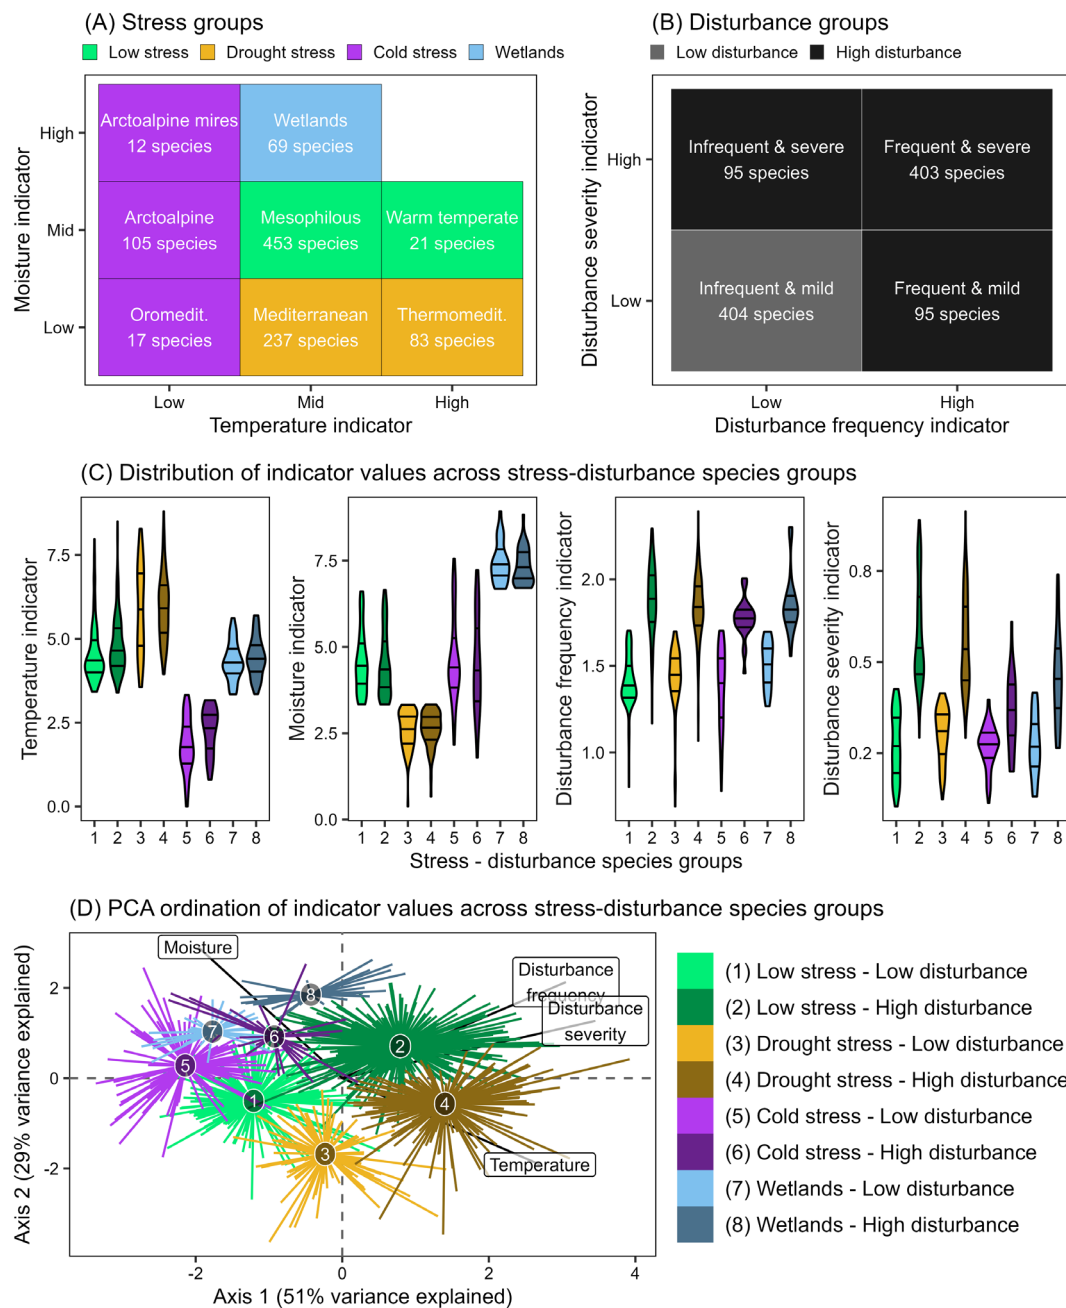 (A) Stress groups
Low stress Drought stress Cold stress Wetlands
Moisture indicator
High
Mid
Low
Arctoalpine mires
12 species
Wetlands
69 species
Arctoalpine
105 species
Mesophilous
453 species
Warm temperate
21 species
Oromedit.
17 species
Mediterranean
237 species
Thermomedit.
83 species
Low Mid High
Temperature indicator
(B) Disturbance groups
Low disturbance High disturbance
Disturbance severity indicator
High
Low
Infrequent & severe
95 species
Frequent & severe
403 species
Infrequent & mild
404 species
Frequent & mild
95 species
Low High
Disturbance frequency indicator
(C) Distribution of indicator values across stress-disturbance species groups
Temperature indicator
7.5
5.0
2.5
0.0
1 2 3 4 5 6 7 8
Moisture indicator
7.5
5.0
2.5
0.0
1 2 3 4 5 6 7 8
Disturbance frequency indicator
2.0
1.5
1.0
1 2 3 4 5 6 7 8
Disturbance severity indicator
0.8
0.5
0.2
1 2 3 4 5 6 7 8
Stress - disturbance species groups
(D) PCA ordination of indicator values across stress-disturbance species groups
Axis 2 (29% variance explained)
2
0
-2
Moisture
Disturbance
frequency
Disturbance
severity
Temperature
8
7
6
2
5
1
4
3
-2 0 2 4
Axis 1 (51% variance explained)
(1) Low stress - Low disturbance
(2) Low stress - High disturbance
(3) Drought stress - Low disturbance
(4) Drought stress - High disturbance
(5) Cold stress - Low disturbance
(6) Cold stress - High disturbance
(7) Wetlands - Low disturbance
(8) Wetlands - High disturbance